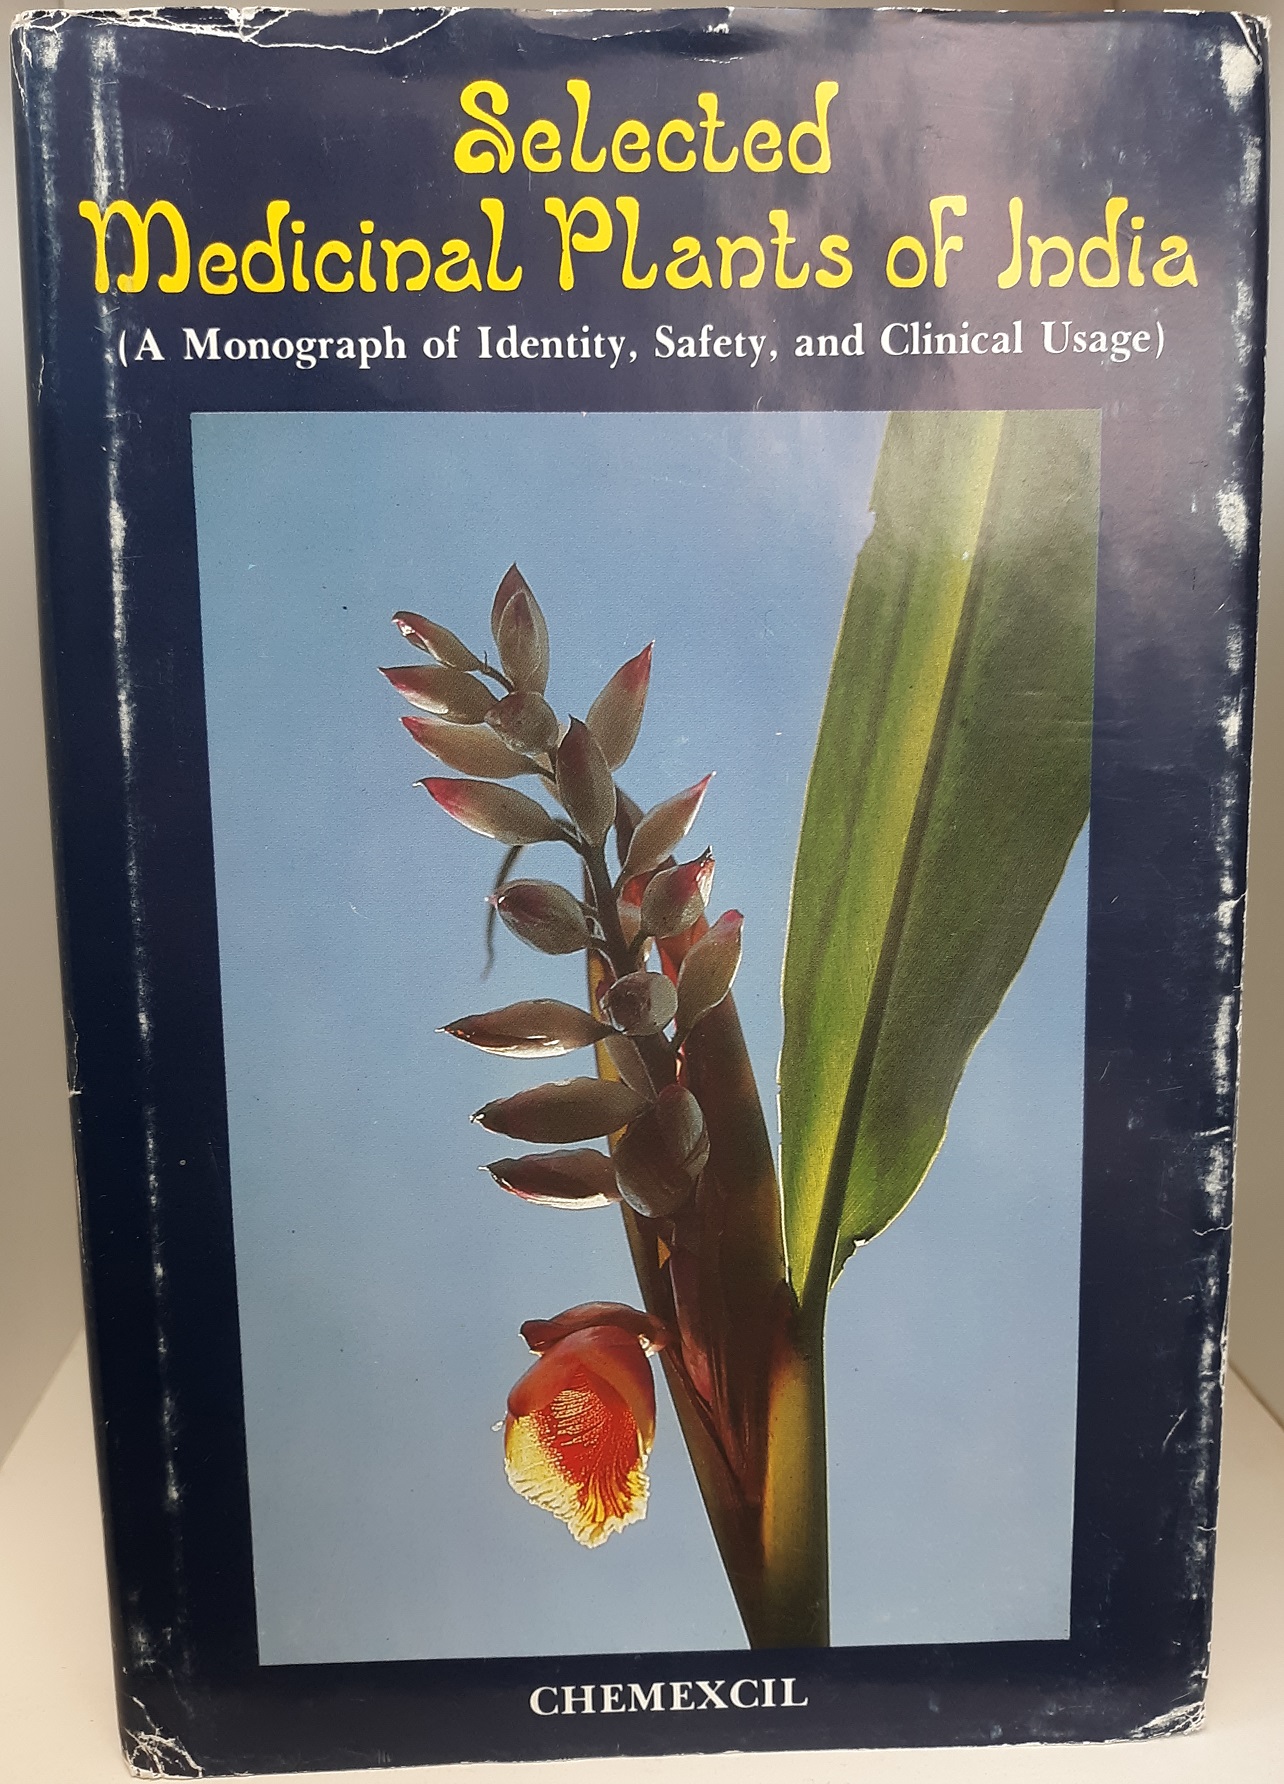 Selected
Medicinal Plants of India
(A Monograph of Identity, Safety, and Clinical Usage)
CHEMEXCIL